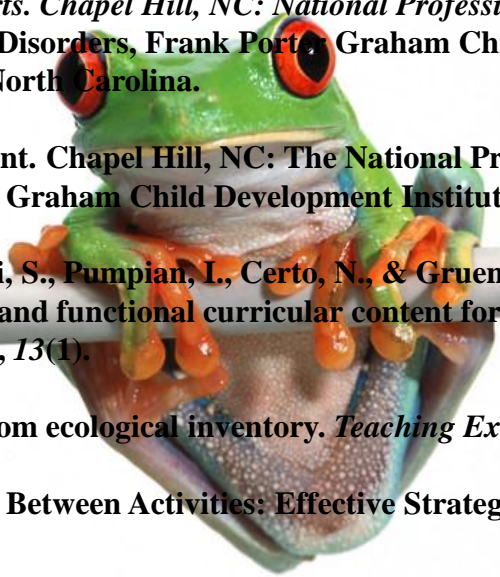 rts. Chapel Hill, NC: National Professi
Disorders, Frank Porter Graham Ch
North Carolina.
nt. Chapel Hill, NC: The National Pr
Graham Child Development Institut
i, S., Pumpian, I., Certo, N., & Gruen
and functional curricular content for
, 13(1).
om ecological inventory. Teaching Ex
Between Activities: Effective Strateg